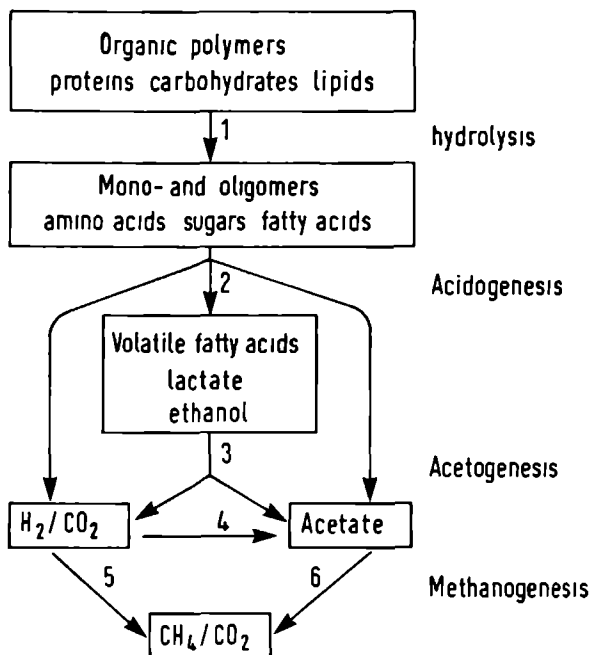 Organic polymers
proteins carbohydrates lipids
1
hydrolysis
Mono- and oligomers
amino acids sugars fatty acids
2
Acidogenesis
Volatile fatty acids
lactate
ethanol
3
Acetogenesis
H₂/CO₂
4
Acetate
5
6
Methanogenesis
CH₄/CO₂